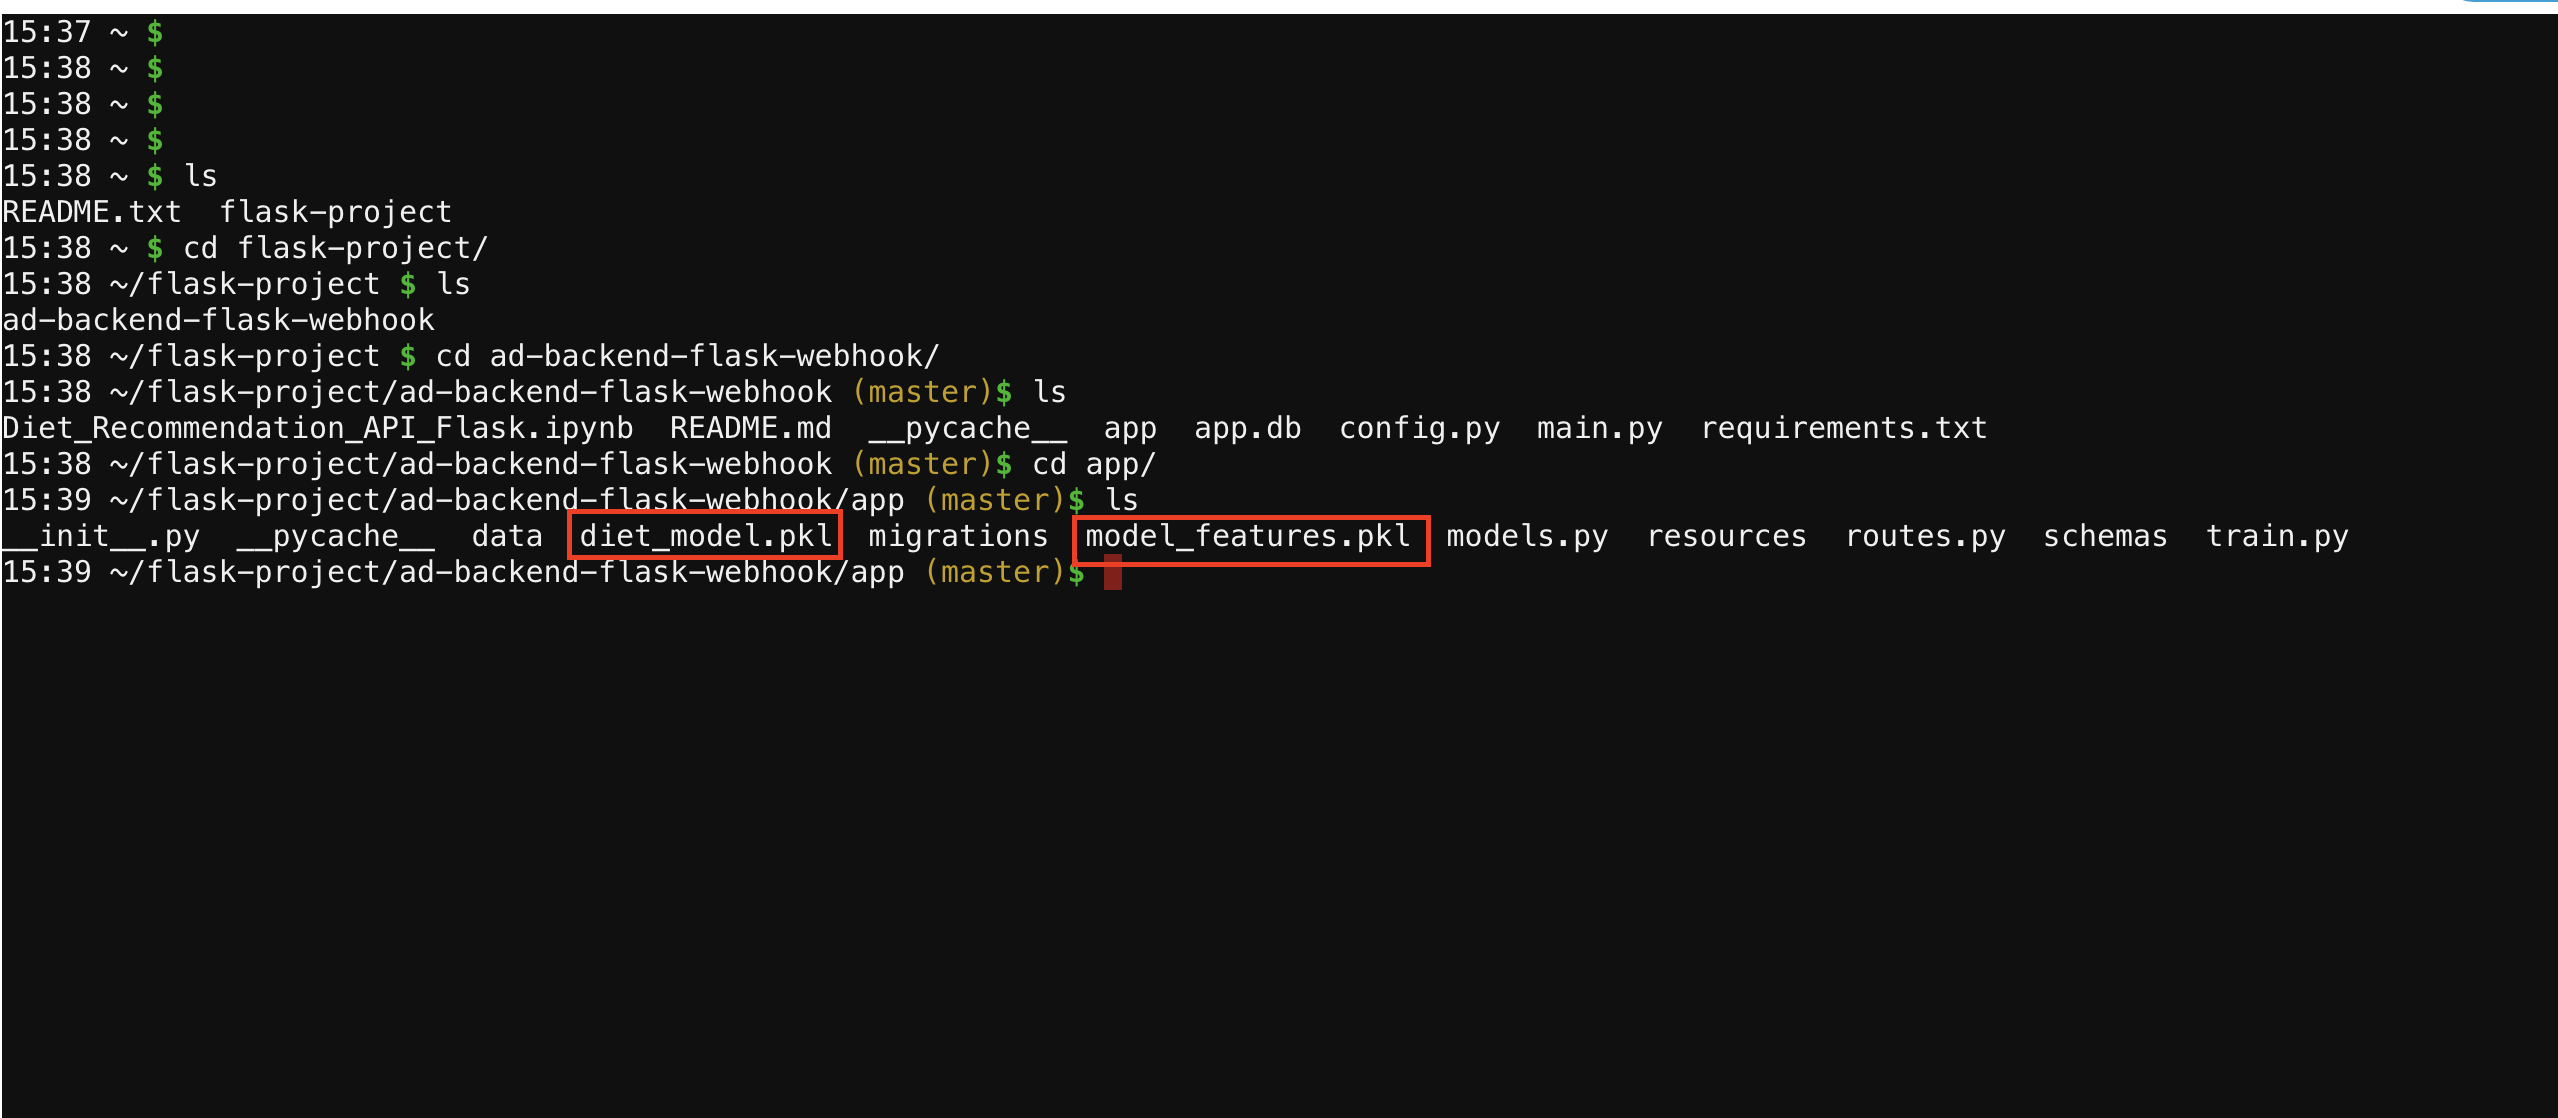 15:37 ~ $
15:38 ~ $
15:38 ~ $
15:38 ~ $
15:38 ~ $ ls
README.txt  flask-project
15:38 ~ $ cd flask-project/
15:38 ~/flask-project $ ls
ad-backend-flask-webhook
15:38 ~/flask-project $ cd ad-backend-flask-webhook/
15:38 ~/flask-project/ad-backend-flask-webhook (master)$ ls
Diet_Recommendation_API_Flask.ipynb  README.md  __pycache__  app  app.db  config.py  main.py  requirements.txt
15:38 ~/flask-project/ad-backend-flask-webhook (master)$ cd app/
15:39 ~/flask-project/ad-backend-flask-webhook/app (master)$ ls
__init__.py  __pycache__  data  diet_model.pkl  migrations  model_features.pkl  models.py  resources  routes.py  schemas  train.py
15:39 ~/flask-project/ad-backend-flask-webhook/app (master)$